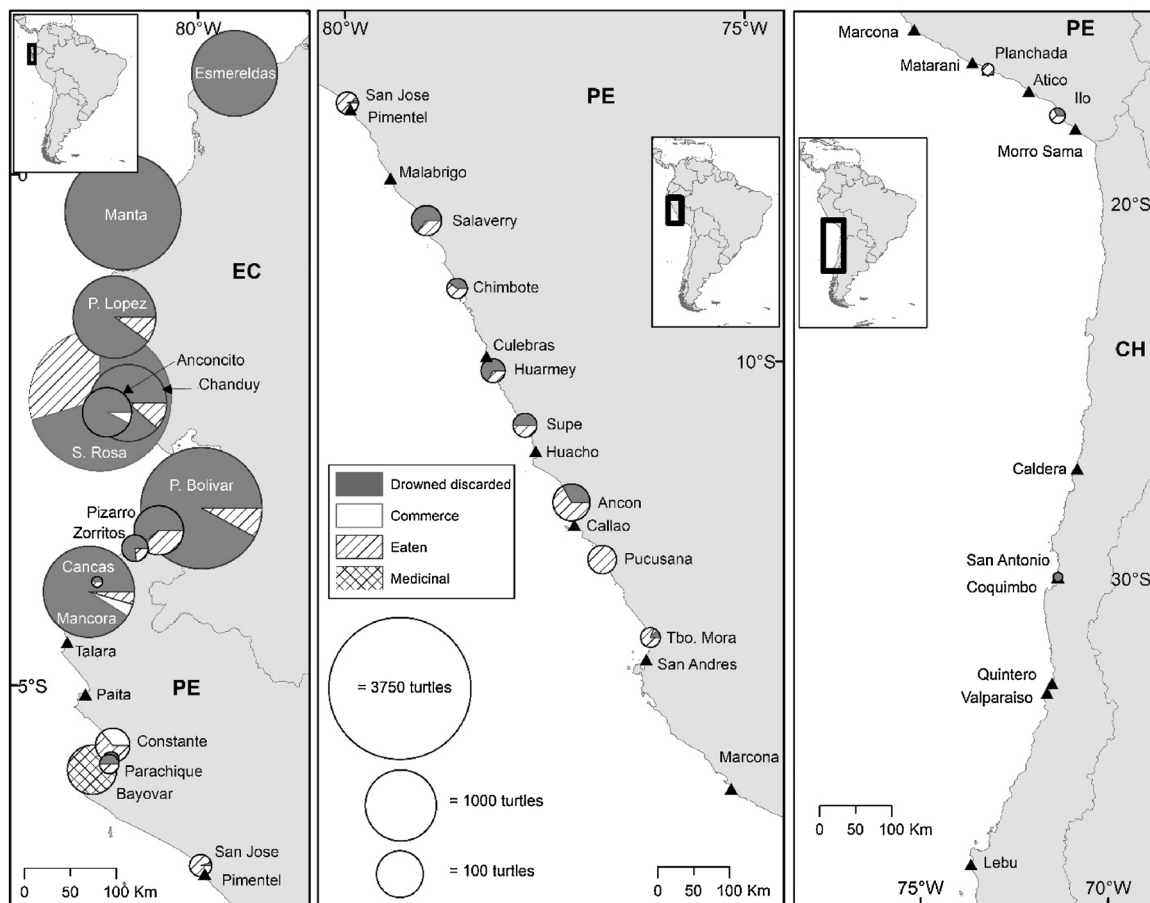 80°W
Esmereldas
0
Manta
EC
P. Lopez
Anconcito
Chanduy
S. Rosa
P. Bolivar
Pizarro
Zorritos
Cancas
Mancora
Talara
5°S
PE
Paita
Constante
Parachique
Bayovar
San Jose
Pimentel
0 50 100 Km
80°W
75°W
San Jose
Pimentel
PE
Malabrigo
Salaverry
Chimbote
Culebras
10°S
Huarmey
Supe
Huacho
Drowned discarded
Commerce
Eaten
Medicinal
Ancon
Callao
Pucusana
Tbo. Mora
San Andres
= 3750 turtles
Marcona
= 1000 turtles
= 100 turtles
0 50 100 Km
PE
Marcona
Planchada
Matarani
Atico
Ilo
Morro Sama
20°S
CH
Caldera
San Antonio
Coquimbo
30°S
Quintero
Valparaiso
0 50 100 Km
Lebu
75°W
70°W